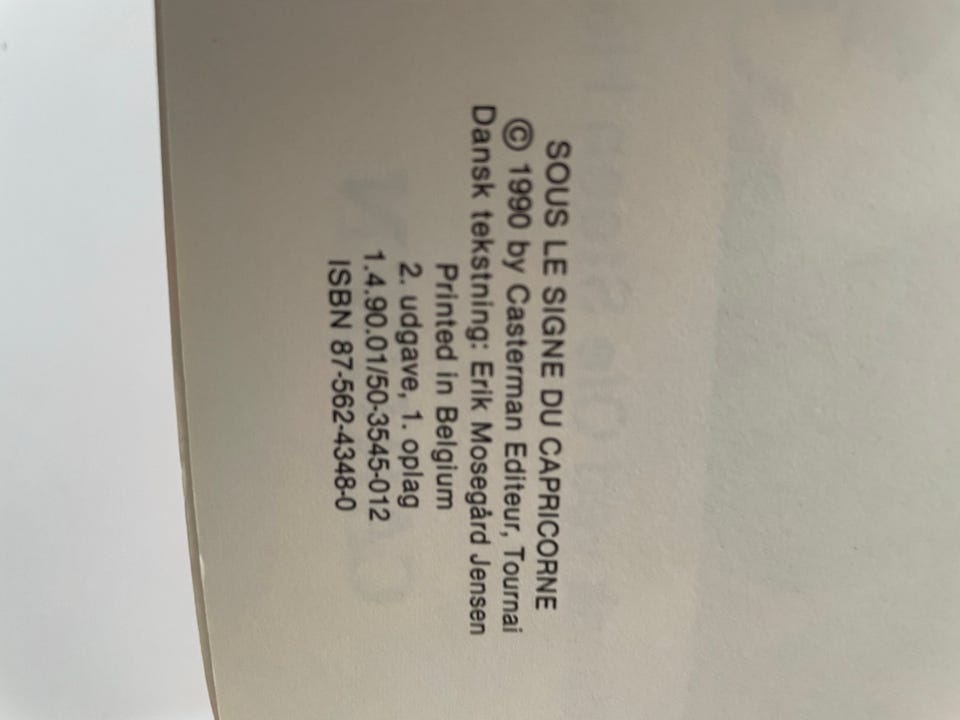 SOUS LE SIGNE DU CAPRICORNE
© 1990 by Casterman Editeur, Tournai
Dansk tekstning: Erik Mosegård Jensen
Printed in Belgium
2. udgave, 1. oplag
1.4.90.01/50-3545-012
ISBN 87-562-4348-0